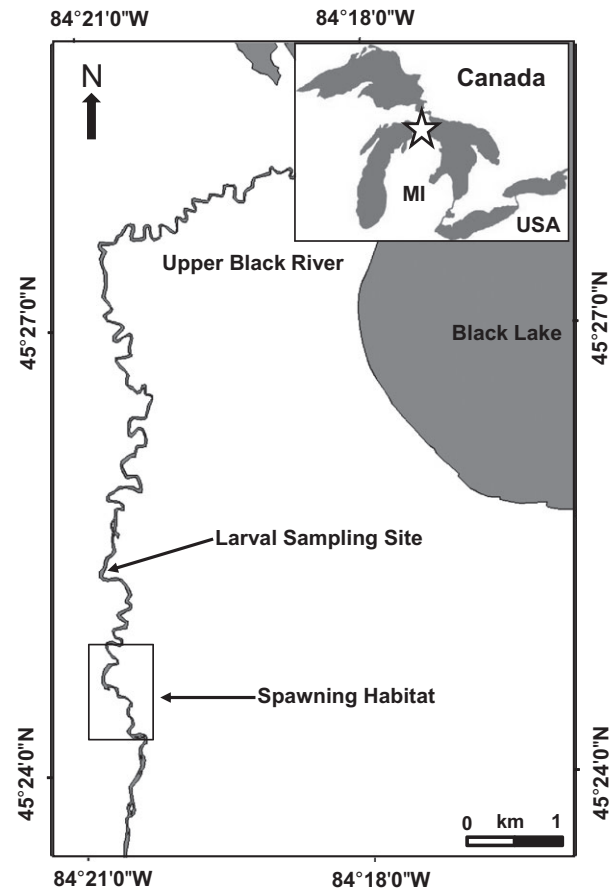 84°21'0"W
84°18'0"W
N
Canada
MI
USA
Upper Black River
45°27'0"N
45°27'0"N
Black Lake
Larval Sampling Site
Spawning Habitat
45°24'0"N
45°24'0"N
0 km 1
84°21'0"W
84°18'0"W